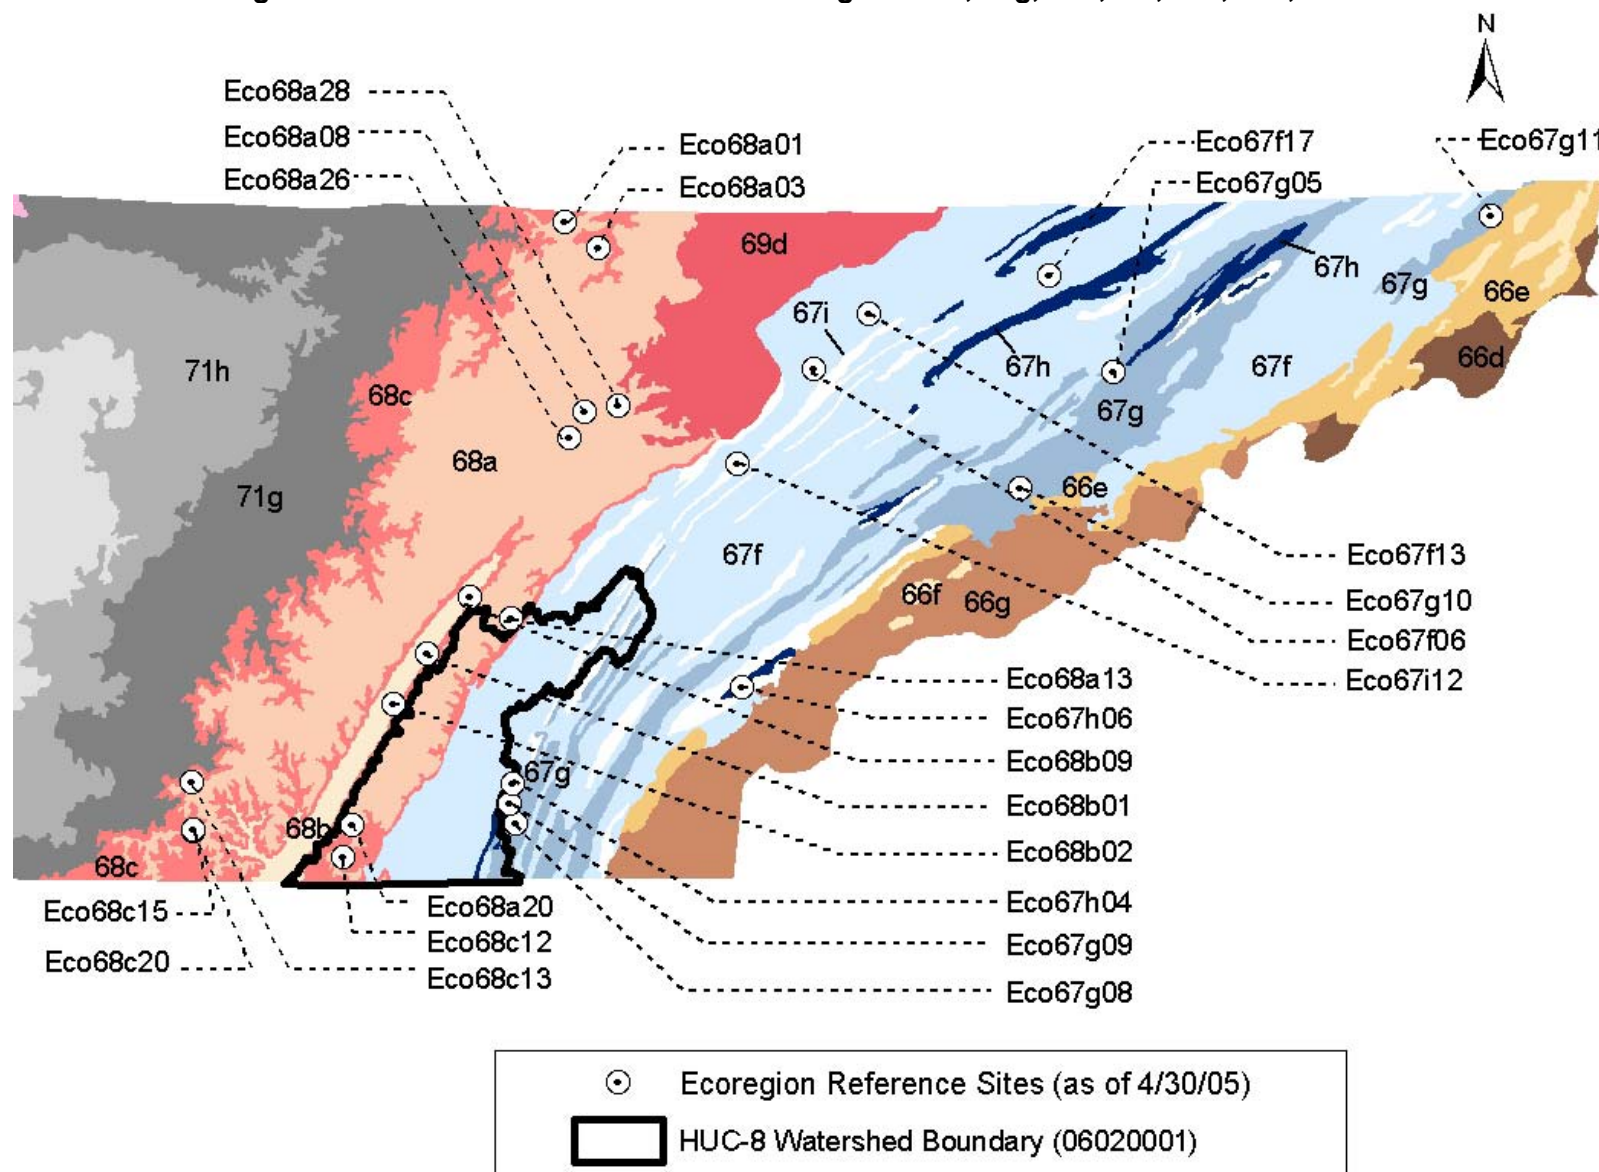 N
Eco68a28
Eco68a08
Eco68a26
Eco68a01
Eco68a03
Eco67f17
Eco67g05
Eco67g11
69d
67h
67g
66e
67i
71h
68c
67h
67f
66d
67g
68a
71g
66e
67f
Eco67f13
66f
66g
Eco67g10
Eco67f06
Eco68a13
Eco67i12
Eco67h06
Eco68b09
67g
Eco68b01
68b
Eco68b02
68c
Eco67h04
Eco68c15
Eco68a20
Eco68c12
Eco67g09
Eco68c20
Eco68c13
Eco67g08
Ecoregion Reference Sites (as of 4/30/05)
HUC-8 Watershed Boundary (06020001)